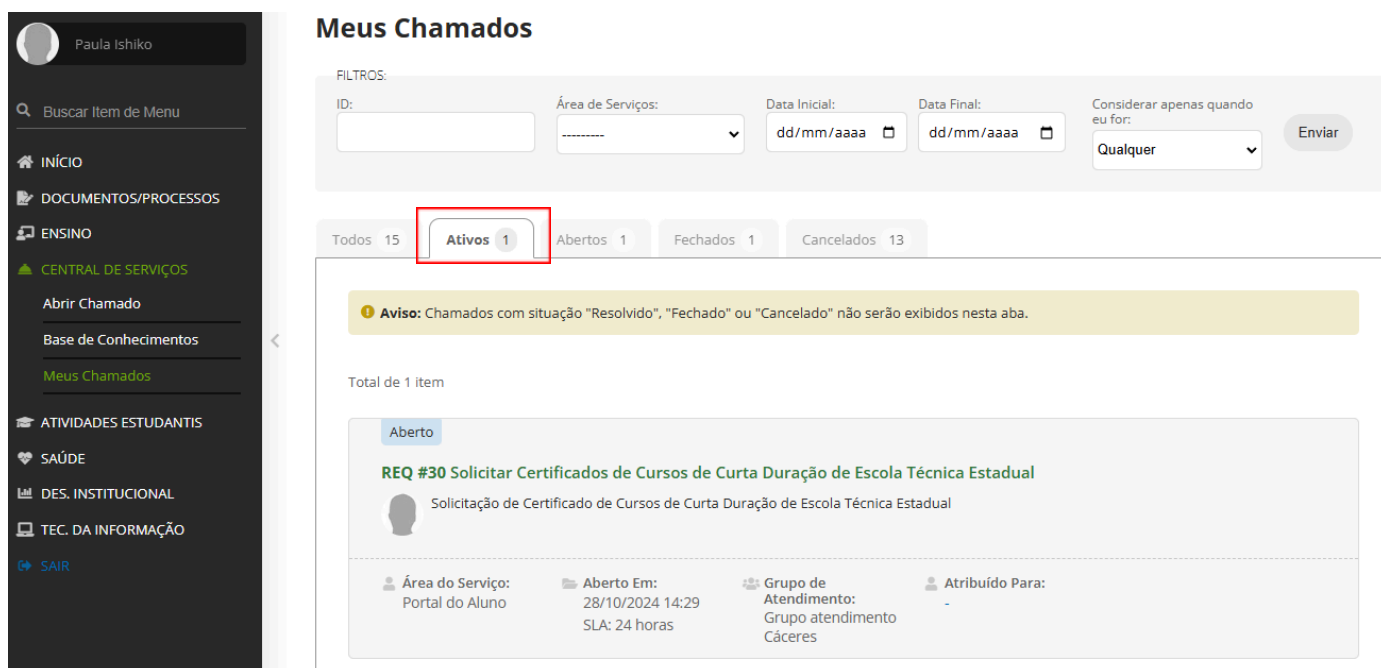 Paula Ishiko
Buscar Item de Menu
INÍCIO
DOCUMENTOS/PROCESSOS
ENSINO
CENTRAL DE SERVIÇOS
Abrir Chamado
Base de Conhecimentos
Meus Chamados
ATIVIDADES ESTUDANTIS
SAÚDE
DES. INSTITUCIONAL
TEC. DA INFORMAÇÃO
SAIR
Meus Chamados
FILTROS:
ID:
Área de Serviços:
---------
Data Inicial:
dd/mm/aaaa
Data Final:
dd/mm/aaaa
Considerar apenas quando
eu for:
Qualquer
Enviar
Todos 15
Ativos 1
Abertos 1
Fechados 1
Cancelados 13
Aviso: Chamados com situação "Resolvido", "Fechado" ou "Cancelado" não serão exibidos nesta aba.
Total de 1 item
Aberto
REQ #30 Solicitar Certificados de Cursos de Curta Duração de Escola Técnica Estadual
Solicitação de Certificado de Cursos de Curta Duração de Escola Técnica Estadual
Área do Serviço:
Portal do Aluno
Aberto Em:
28/10/2024 14:29
SLA: 24 horas
Grupo de
Atendimento:
Grupo atendimento
Cáceres
Atribuído Para:
-